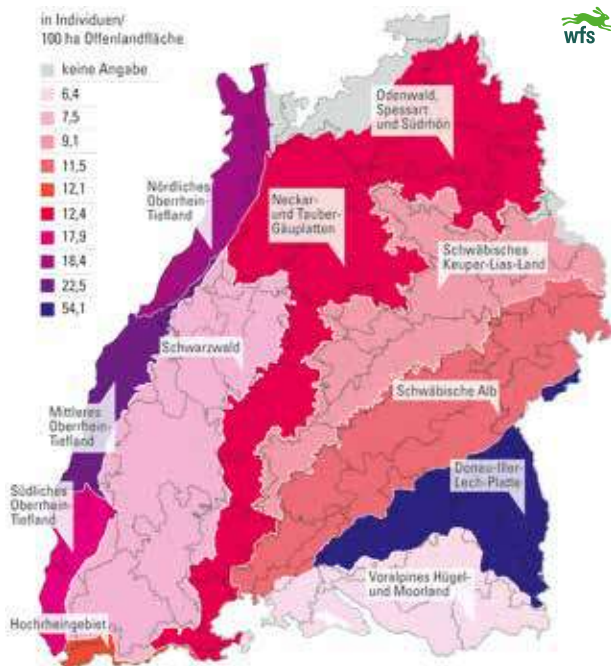 in Individuen/
100 ha Offenlandfläche
keine Angabe
6,4
7,5
9,1
11,5
12,1
12,4
17,9
18,4
22,5
54,1
wfs
Odenwald,
Spessart
und Südrhön
Nördliches
Oberrhein-
Tiefland
Neckar-
und Tauber-
Gäuplatten
Schwäbisches
Keuper-Lias-Land
Schwarzwald
Schwäbische Alb
Mittleres
Oberrhein-
Tiefland
Donau-Iller-
Lech-Platte
Südliches
Oberrhein-
Tiefland
Voralpines Hügel-
und Moorland
Hochrheingebiet